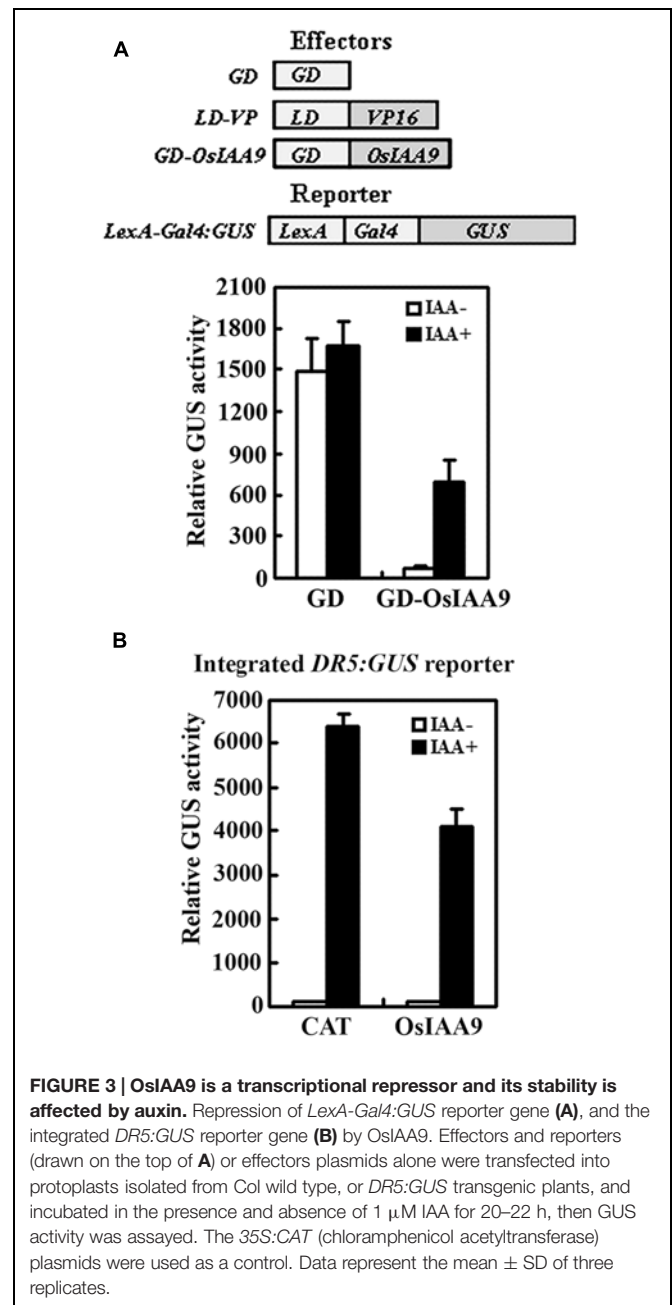 A
Effectors
GD GD
LD-VP LD VP16
GD-OsIAA9 GD OsIAA9
Reporter
LexA-Gal4:GUS LexA Gal4 GUS
2100
1800
1500
1200
900
600
300
0
Relative GUS activity
IAA-
IAA+
GD GD-OsIAA9
B
Integrated DR5:GUS reporter
7000
6000
5000
4000
3000
2000
1000
0
Relative GUS activity
IAA-
IAA+
CAT OsIAA9
FIGURE 3 | OsIAA9 is a transcriptional repressor and its stability is
affected by auxin. Repression of LexA-Gal4:GUS reporter gene (A), and the
integrated DR5:GUS reporter gene (B) by OsIAA9. Effectors and reporters
(drawn on the top of A) or effectors plasmids alone were transfected into
protoplasts isolated from Col wild type, or DR5:GUS transgenic plants, and
incubated in the presence and absence of 1 μM IAA for 20–22 h, then GUS
activity was assayed. The 35S:CAT (chloramphenicol acetyltransferase)
plasmids were used as a control. Data represent the mean ± SD of three
replicates.